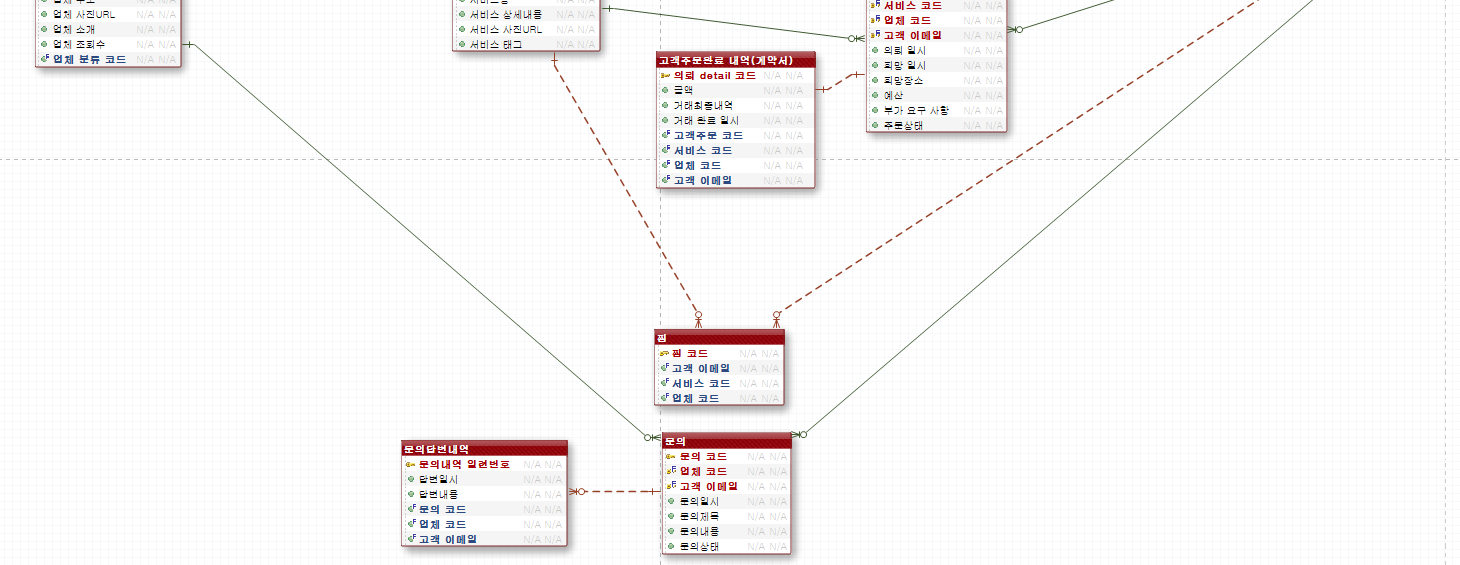 업체 사진URL N/A N/A
업체 소개 N/A N/A
업체 조회수 N/A N/A
업체 분류 코드 N/A N/A
서비스 상세내용 N/A N/A
서비스 사진URL N/A N/A
서비스 태그 N/A N/A
고객주문완료 내역(계약서)
의뢰 detail 코드 N/A N/A
금액 N/A N/A
거래최종내역 N/A N/A
거래 완료 일시 N/A N/A
고객주문 코드 N/A N/A
서비스 코드 N/A N/A
업체 코드 N/A N/A
고객 이메일 N/A N/A
서비스 코드 N/A N/A
업체 코드 N/A N/A
고객 이메일 N/A N/A
의뢰 일시 N/A N/A
희망 일시 N/A N/A
희망장소 N/A N/A
예산 N/A N/A
부가 요구 사항 N/A N/A
주문상태 N/A N/A
찜
찜 코드 N/A N/A
고객 이메일 N/A N/A
서비스 코드 N/A N/A
업체 코드 N/A N/A
문의답변내역
문의내역 일련번호 N/A N/A
답변일시 N/A N/A
답변내용 N/A N/A
문의 코드 N/A N/A
업체 코드 N/A N/A
고객 이메일 N/A N/A
문의
문의 코드 N/A N/A
업체 코드 N/A N/A
고객 이메일 N/A N/A
문의일시 N/A N/A
문의제목 N/A N/A
문의내용 N/A N/A
문의상태 N/A N/A